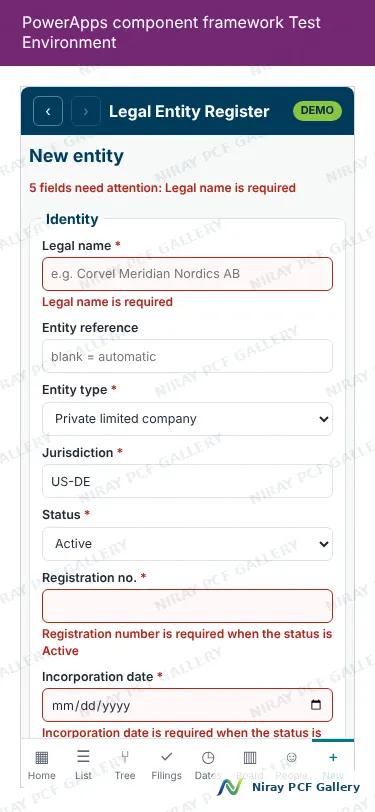 PowerApps component framework Test
Environment
‹ › Legal Entity Register DEMO
New entity
5 fields need attention: Legal name is required
Identity
Legal name *
e.g. Corvel Meridian Nordics AB
Legal name is required
Entity reference
blank = automatic
Entity type *
Private limited company
Jurisdiction *
US-DE
Status *
Active
Registration no. *
Registration number is required when the status is
Active
Incorporation date *
mm/dd/yyyy
Incorporation date is required when the status is
Home List Tree Filings Dates Board People New
Niray PCF Gallery
NIRAY PCF GALLERY